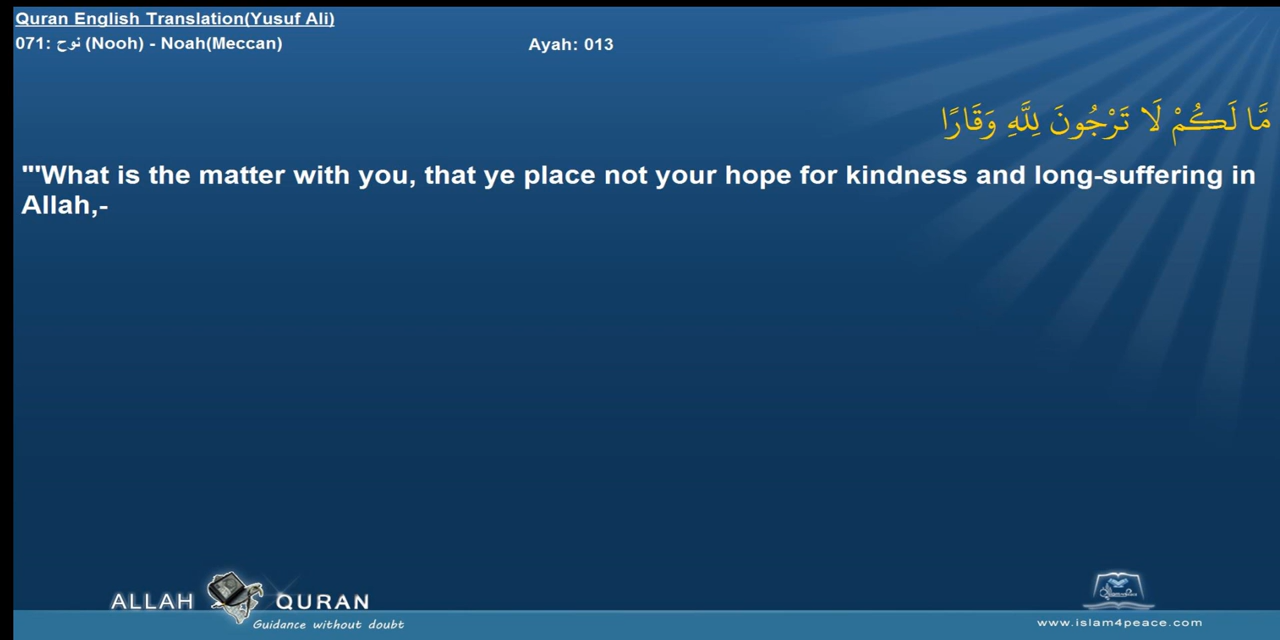 Quran English Translation(Yusuf Ali)
071: نوح (Nooh) - Noah(Meccan)
Ayah: 013
مَّا لَكُمْ لَا تَرْجُونَ لِلَّهِ وَقَارًا
"'What is the matter with you, that ye place not your hope for kindness and long-suffering in
Allah,-
ALLAH QURAN
Guidance without doubt
www.islam4peace.com